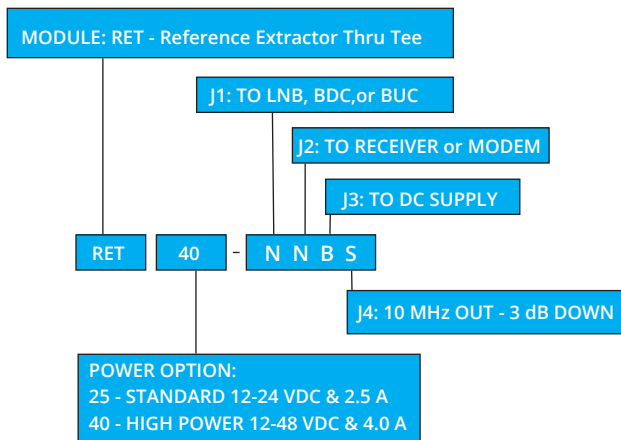 MODULE: RET - Reference Extractor Thru Tee
J1: TO LNB, BDC,or BUC
J2: TO RECEIVER or MODEM
J3: TO DC SUPPLY
RET 40 - N N B S
J4: 10 MHz OUT - 3 dB DOWN
POWER OPTION:
25 - STANDARD 12-24 VDC & 2.5 A
40 - HIGH POWER 12-48 VDC & 4.0 A